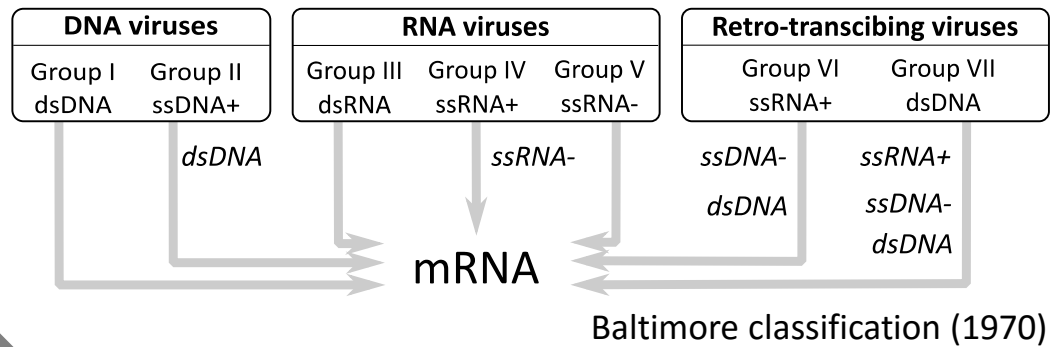 DNA viruses
Group I Group II
dsDNA ssDNA+
RNA viruses
Group III Group IV Group V
dsRNA ssRNA+ ssRNA-
Retro-transcibing viruses
Group VI Group VII
ssRNA+ dsDNA
dsDNA
ssRNA-
ssDNA-
dsDNA
ssRNA+
ssDNA-
dsDNA
mRNA
Baltimore classification (1970)